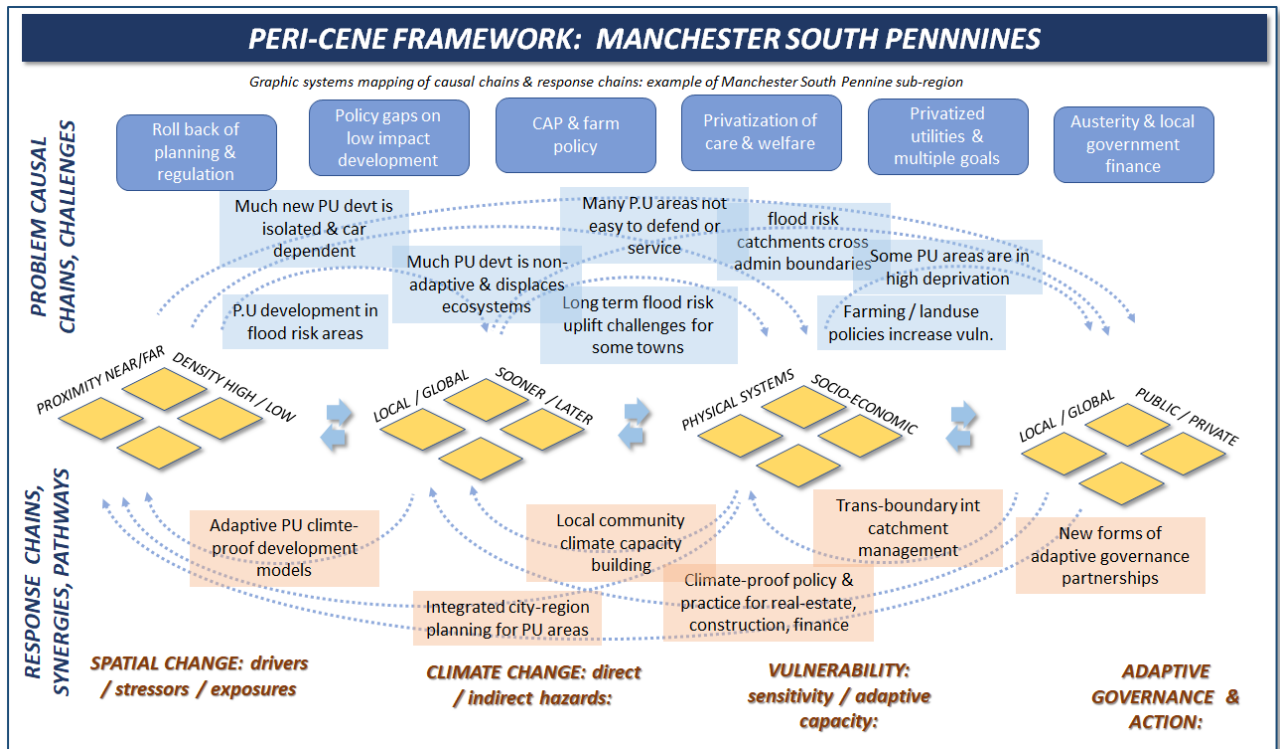 PERI-CENE FRAMEWORK: MANCHESTER SOUTH PENNNINES
Graphic systems mapping of causal chains & response chains: example of Manchester South Pennine sub-region
PROBLEM CAUSAL
CHAINS, CHALLENGES
Roll back of
planning &
regulation
Policy gaps on
low impact
development
CAP & farm
policy
Privatization of
care & welfare
Privatized
utilities &
multiple goals
Austerity & local
government
finance
Much new PU devt is
isolated & car
dependent
Many P.U areas not
easy to defend or
service
flood risk
catchments cross
admin boundaries
Some PU areas are in
high deprivation
Much PU devt is non-
adaptive & displaces
ecosystems
P.U development in
flood risk areas
Long term flood risk
uplift challenges for
some towns
Farming / landuse
policies increase vuln.
PROXIMITY NEAR/FAR
DENSITY HIGH / LOW
LOCAL / GLOBAL
SOONER / LATER
PHYSICAL SYSTEMS
SOCIO-ECONOMIC
LOCAL / GLOBAL
PUBLIC / PRIVATE
RESPONSE CHAINS,
SYNERGIES, PATHWAYS
Adaptive PU climte-
proof development
models
Local community
climate capacity
building
Trans-boundary int
catchment
management
New forms of
adaptive governance
partnerships
Integrated city-region
planning for PU areas
Climate-proof policy &
practice for real-estate,
construction, finance
SPATIAL CHANGE: drivers
/ stressors / exposures
CLIMATE CHANGE: direct
/ indirect hazards:
VULNERABILITY:
sensitivity / adaptive
capacity:
ADAPTIVE
GOVERNANCE &
ACTION: